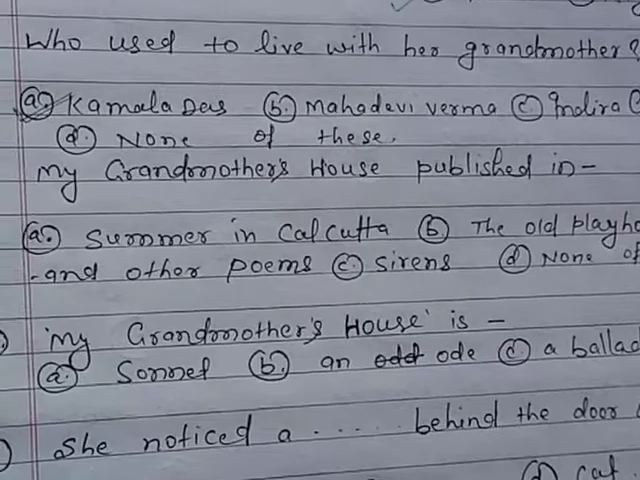 Who used to live with her grandmother?
(a.) Kamala Das (b.) Mahadevi verma (c) Indira
(d) None of these.
My Grandmother's House published in -
(a.) Summer in Calcutta (b) The old playho
-and other poems (c.) Sirens (d) None of
'My Grandmother's House' is -
(a.) Sonnet (b.) an odd ode (c) a ballad
She noticed a . . . . . behind the door
(d) cat.